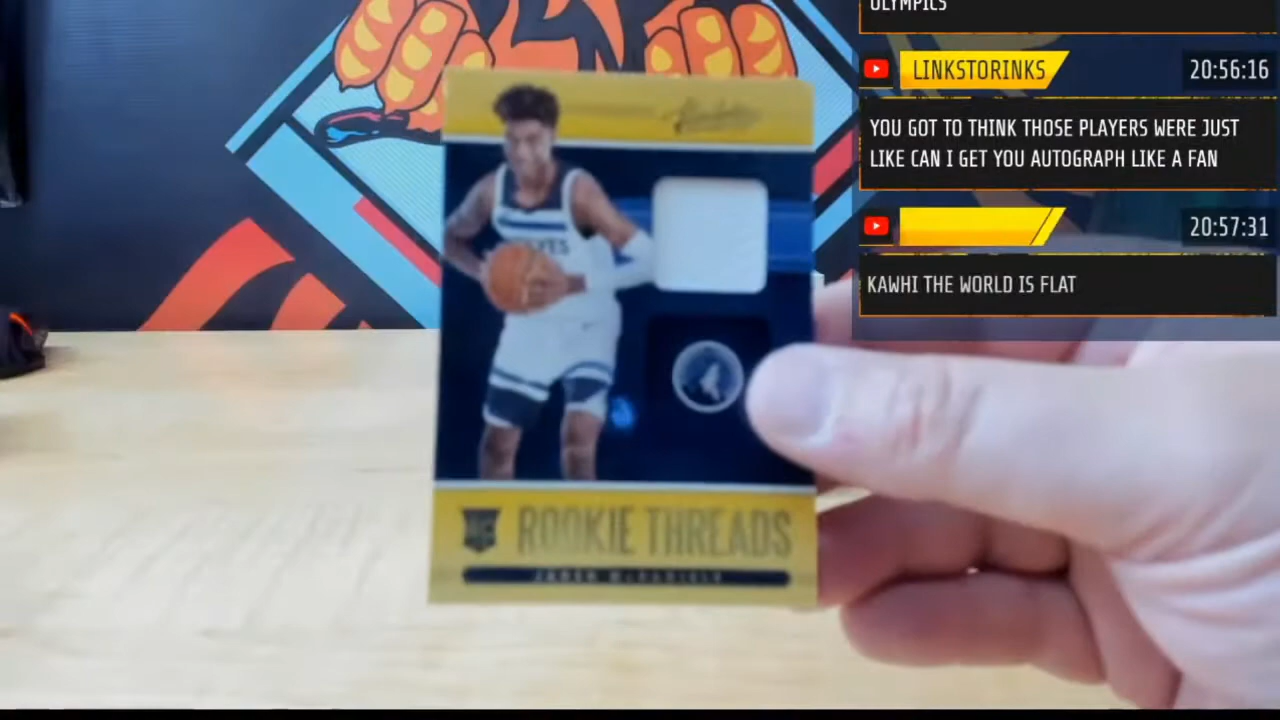 OLYMPICS
LINKSTORINKS
20:56:16
YOU GOT TO THINK THOSE PLAYERS WERE JUST
LIKE CAN I GET YOU AUTOGRAPH LIKE A FAN
20:57:31
KAWHI THE WORLD IS FLAT
RC ROOKIE THREADS